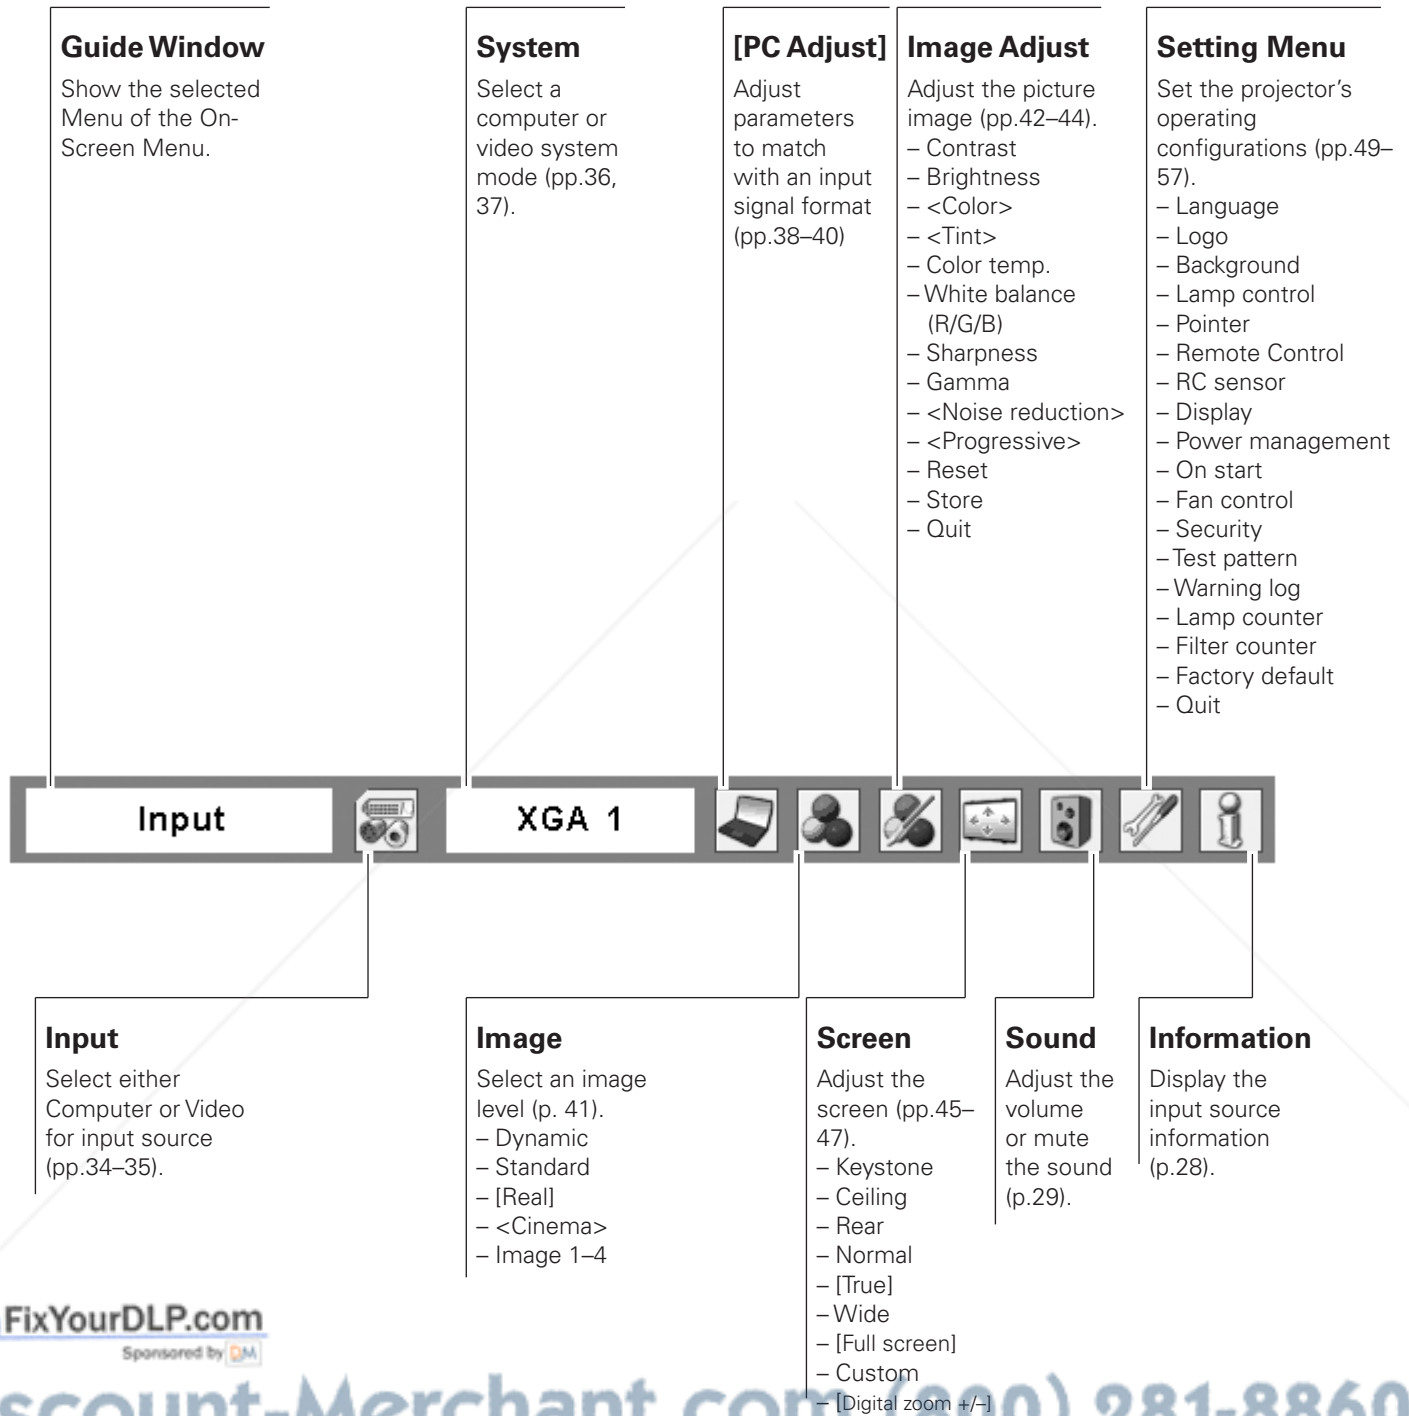 Guide Window
Show the selected
Menu of the On-
Screen Menu.
System
Select a
computer or
video system
mode (pp.36,
37).
[PC Adjust]
Adjust
parameters
to match
with an input
signal format
(pp.38–40)
Image Adjust
Adjust the picture
image (pp.42–44).
– Contrast
– Brightness
– <Color>
– <Tint>
– Color temp.
– White balance
(R/G/B)
– Sharpness
– Gamma
– <Noise reduction>
– <Progressive>
– Reset
– Store
– Quit
Setting Menu
Set the projector's
operating
configurations (pp.49–
57).
– Language
– Logo
– Background
– Lamp control
– Pointer
– Remote Control
– RC sensor
– Display
– Power management
– On start
– Fan control
– Security
– Test pattern
– Warning log
– Lamp counter
– Filter counter
– Factory default
– Quit
Input
XGA 1
Input
Select either
Computer or Video
for input source
(pp.34–35).
Image
Select an image
level (p. 41).
– Dynamic
– Standard
– [Real]
– <Cinema>
– Image 1–4
Screen
Adjust the
screen (pp.45–
47).
– Keystone
– Ceiling
– Rear
– Normal
– [True]
– Wide
– [Full screen]
– Custom
– [Digital zoom +/–]
Sound
Adjust the
volume
or mute
the sound
(p.29).
Information
Display the
input source
information
(p.28).
FixYourDLP.com
Sponsored by DM
scount-Merchant.com (800) 281-8860